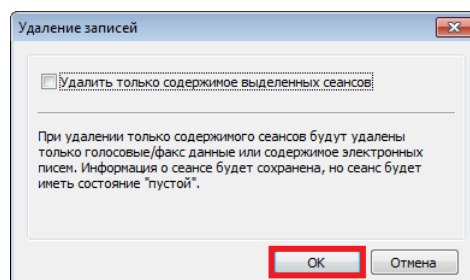 Удаление записей
Удалить только содержимое выделенных сеансов
При удалении только содержимого сеансов будут удалены
только голосовые/факс данные или содержимое электронных
писем. Информация о сеансе будет сохранена, но сеанс будет
иметь состояние "пустой".
OK Отмена